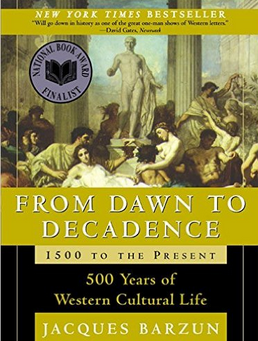 NEW YORK TIMES BESTSELLER
"Will go down in history as one of the great one-man shows of Western letters."
—David Gates, Newsweek
NATIONAL BOOK AWARD
FINALIST
FROM DAWN TO
DECADENCE
1500 TO THE PRESENT
500 Years of
Western Cultural Life
JACQUES BARZUN